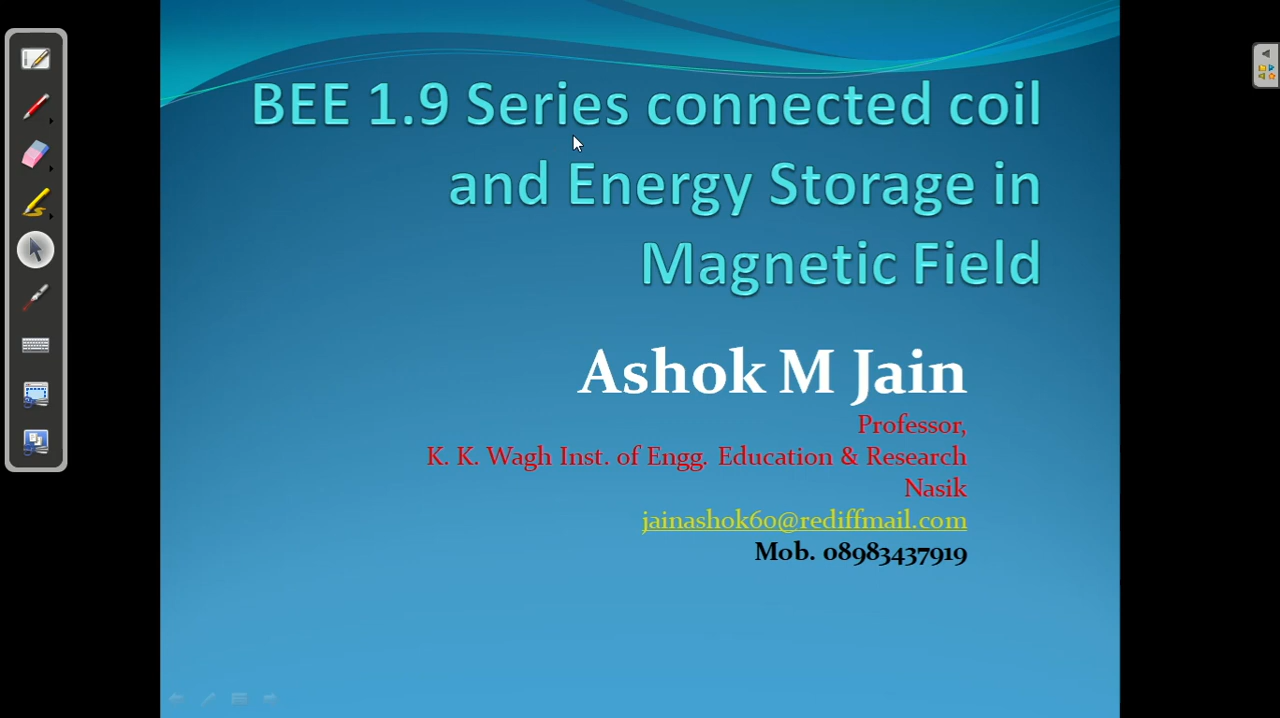 BEE 1.9 Series connected coil
and Energy Storage in
Magnetic Field
Ashok M Jain
Professor,
K. K. Wagh Inst. of Engg. Education & Research
Nasik
jainashok60@rediffmail.com
Mob. 08983437919